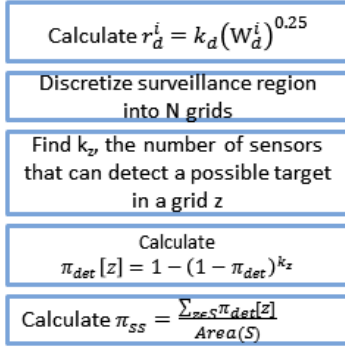 Calculate r_d^i = k_d(W_d^i)^0.25
Discretize surveillance region
into N grids
Find k_z, the number of sensors
that can detect a possible target
in a grid z
Calculate
π_det[z] = 1 − (1 − π_det)^k_z
Calculate π_ss = ∑_z∈S π_det[z] / Area(S)